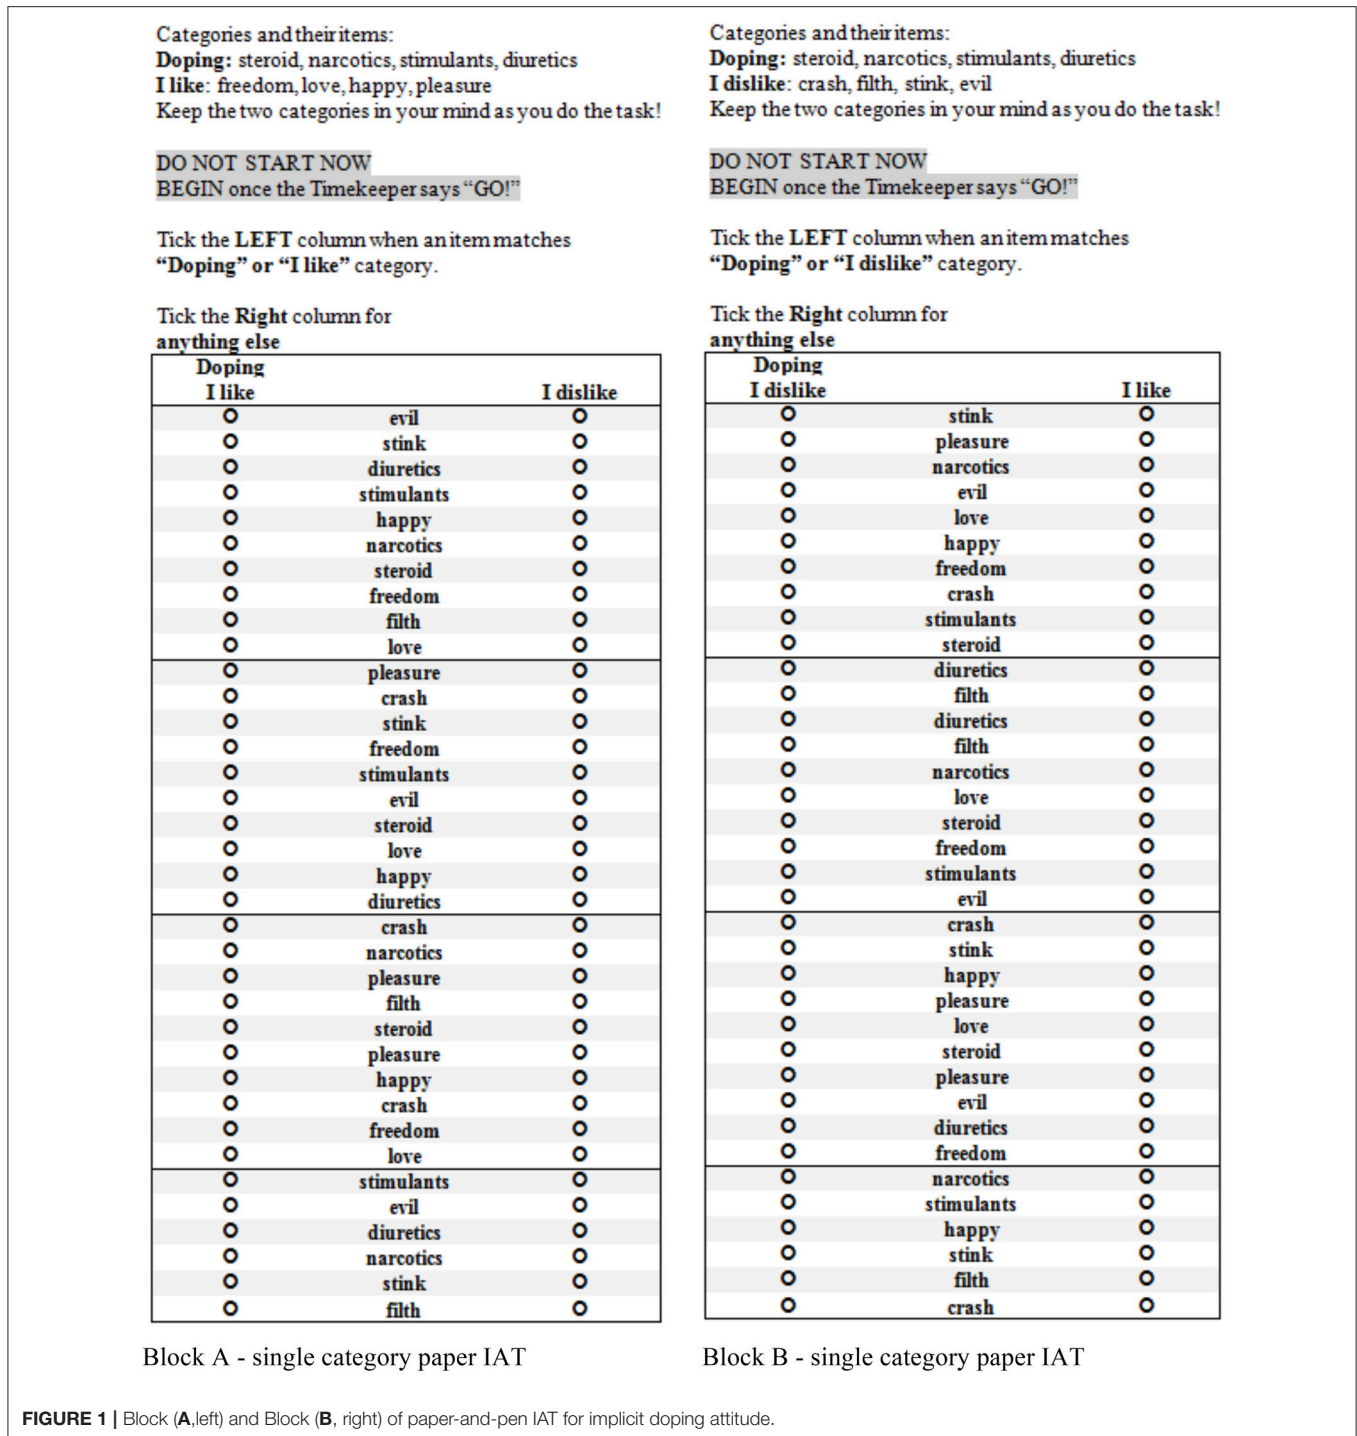 Categories and their items:
Doping: steroid, narcotics, stimulants, diuretics
I like: freedom, love, happy, pleasure
Keep the two categories in your mind as you do the task!
DO NOT START NOW
BEGIN once the Timekeeper says “GO!”
Tick the LEFT column when an item matches
“Doping” or “I like” category.
Tick the Right column for
anything else
Doping
I like I dislike
evil
stink
diuretics
stimulants
happy
narcotics
steroid
freedom
filth
love
pleasure
crash
stink
freedom
stimulants
evil
steroid
love
happy
diuretics
crash
narcotics
pleasure
filth
steroid
pleasure
happy
crash
freedom
love
stimulants
evil
diuretics
narcotics
stink
filth
Block A - single category paper IAT
Categories and their items:
Doping: steroid, narcotics, stimulants, diuretics
I dislike: crash, filth, stink, evil
Keep the two categories in your mind as you do the task!
DO NOT START NOW
BEGIN once the Timekeeper says “GO!”
Tick the LEFT column when an item matches
“Doping” or “I dislike” category.
Tick the Right column for
anything else
Doping
I dislike I like
stink
pleasure
narcotics
evil
love
happy
freedom
crash
stimulants
steroid
diuretics
filth
diuretics
filth
narcotics
love
steroid
freedom
stimulants
evil
crash
stink
happy
pleasure
love
steroid
pleasure
evil
diuretics
freedom
narcotics
stimulants
happy
stink
filth
crash
Block B - single category paper IAT
FIGURE 1 | Block (A,left) and Block (B, right) of paper-and-pen IAT for implicit doping attitude.